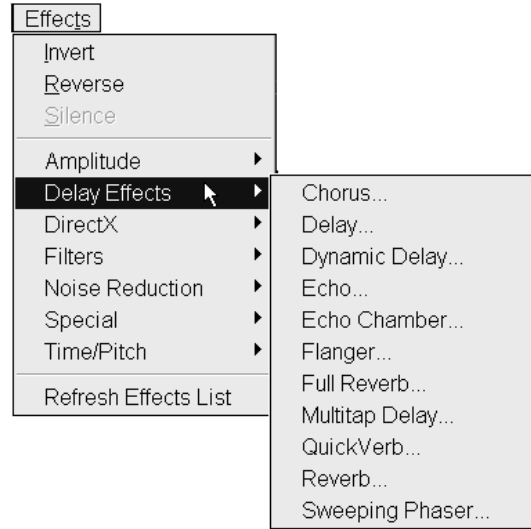 Effects
Invert
Reverse
Silence
Amplitude
Delay Effects
DirectX
Filters
Noise Reduction
Special
Time/Pitch
Refresh Effects List
Chorus...
Delay...
Dynamic Delay...
Echo...
Echo Chamber...
Flanger...
Full Reverb...
Multitap Delay...
QuickVerb...
Reverb...
Sweeping Phaser...